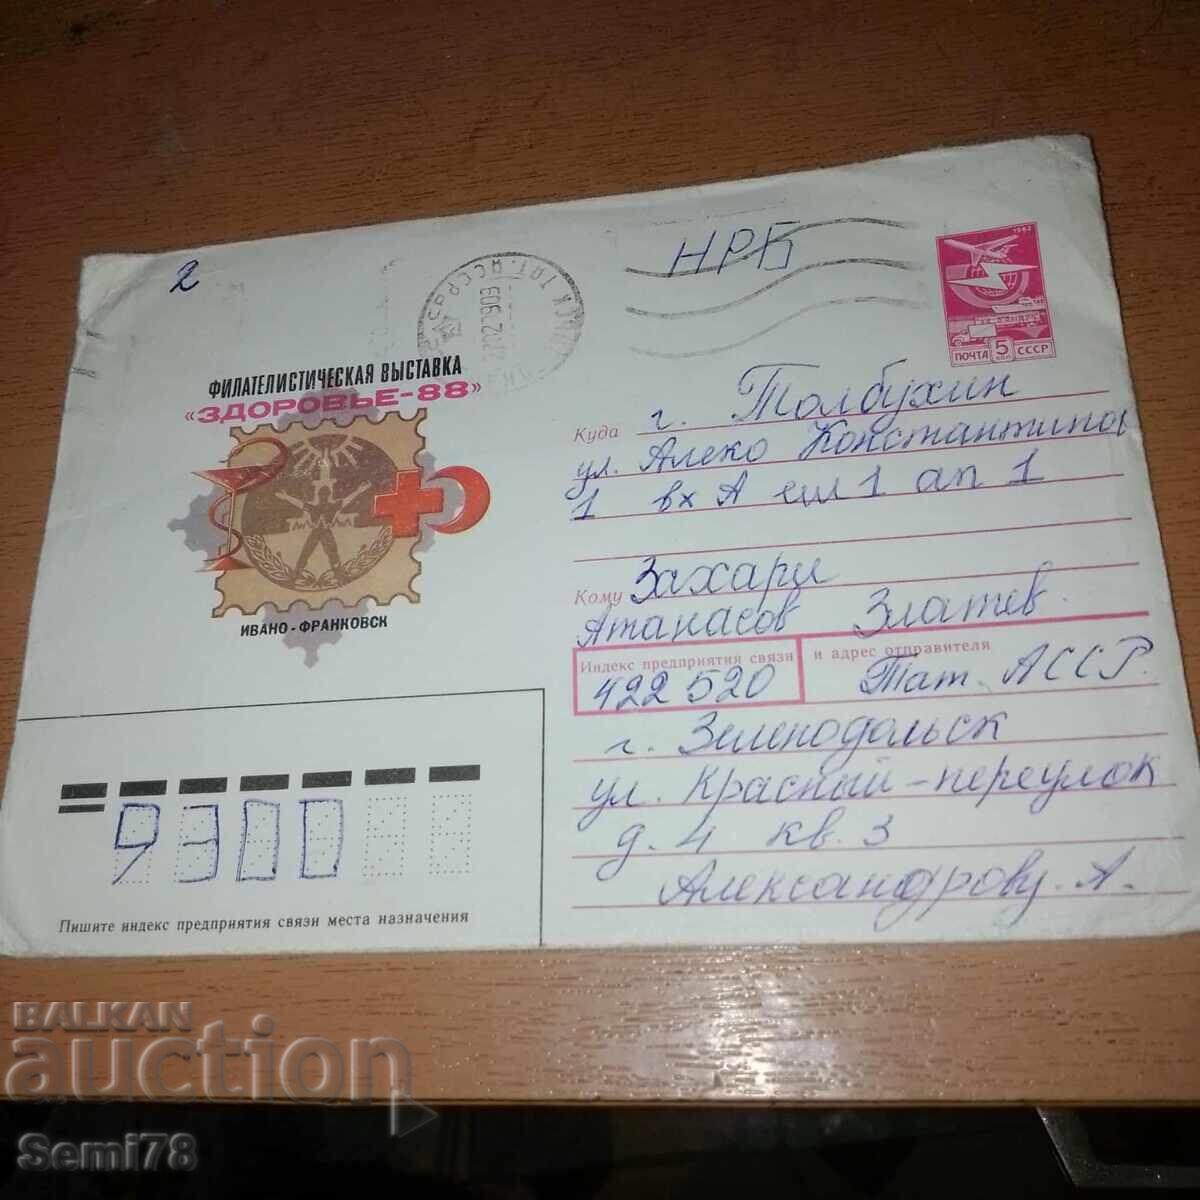 2
НРБ
1982
ПОЧТА 5 КОП СССР
ФИЛАТЕЛИСТИЧЕСКАЯ ВЫСТАВКА
«ЗДОРОВЬЕ-88»
ИВАНО-ФРАНКОВСК
Куда г. Толбухин
ул. Алеко Константинов
1 вх А ет 1 ап 1
Кому Захари
Атанасов Златев
Индекс предприятия связи и адрес отправителя
422520 Тат. АССР
г. Зеленодольск
ул. Красный-переулок
д. 4 кв. 3
Александрову. А.
9300
Пишите индекс предприятия связи места назначения
BALKAN
auction
Semi78